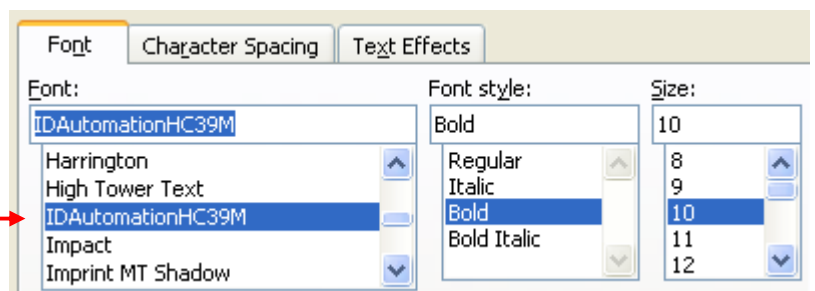 Font Character Spacing Text Effects
Font: Font style: Size:
IDAutomationHC39M Bold 10
Harrington Regular 8
High Tower Text Italic 9
IDAutomationHC39M Bold 10
Impact Bold Italic 11
Imprint MT Shadow 12